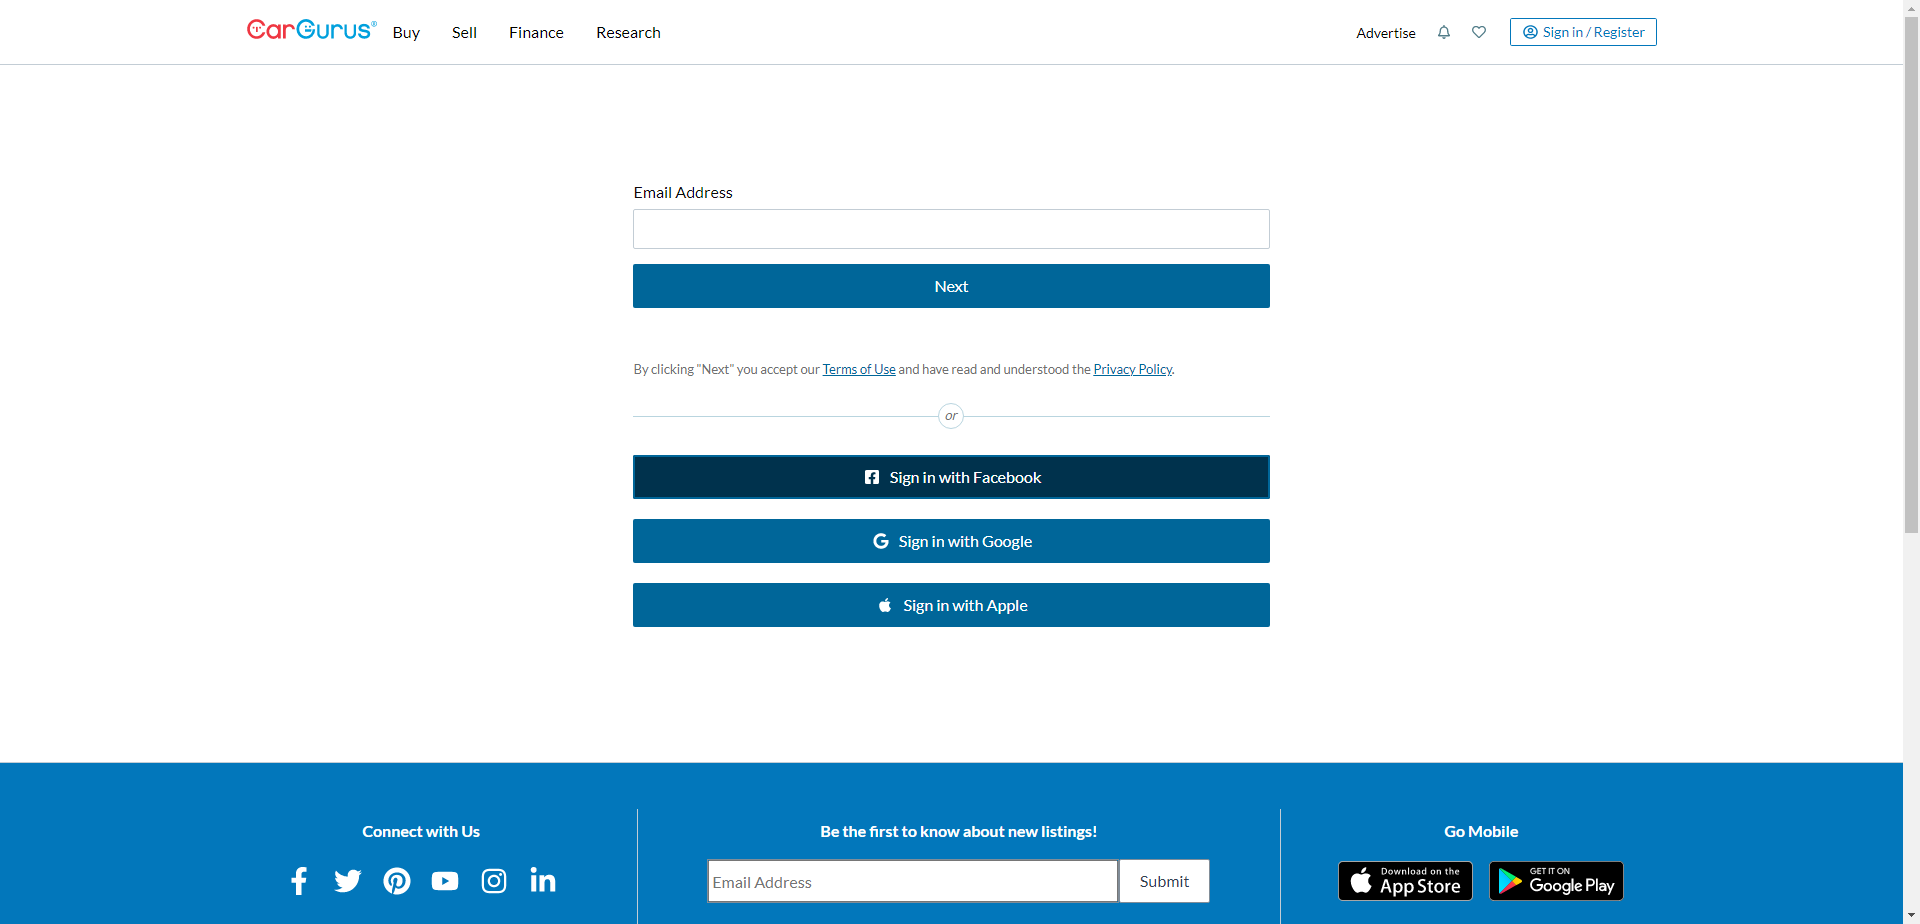 CarGurus®
Buy
Sell
Finance
Research
Advertise
Sign in / Register
Email Address
Next
By clicking "Next" you accept our Terms of Use and have read and understood the Privacy Policy.
or
Sign in with Facebook
Sign in with Google
Sign in with Apple
Connect with Us
Be the first to know about new listings!
Email Address
Submit
Go Mobile
Download on the
App Store
GET IT ON
Google Play